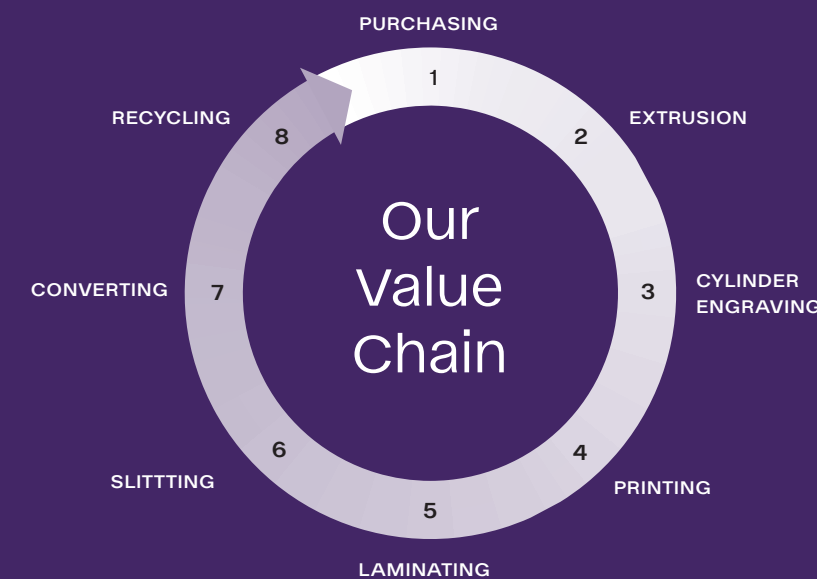 PURCHASING
1
EXTRUSION
2
CYLINDER
ENGRAVING
3
PRINTING
4
LAMINATING
5
SLITTTING
6
CONVERTING
7
RECYCLING
8
Our
Value
Chain